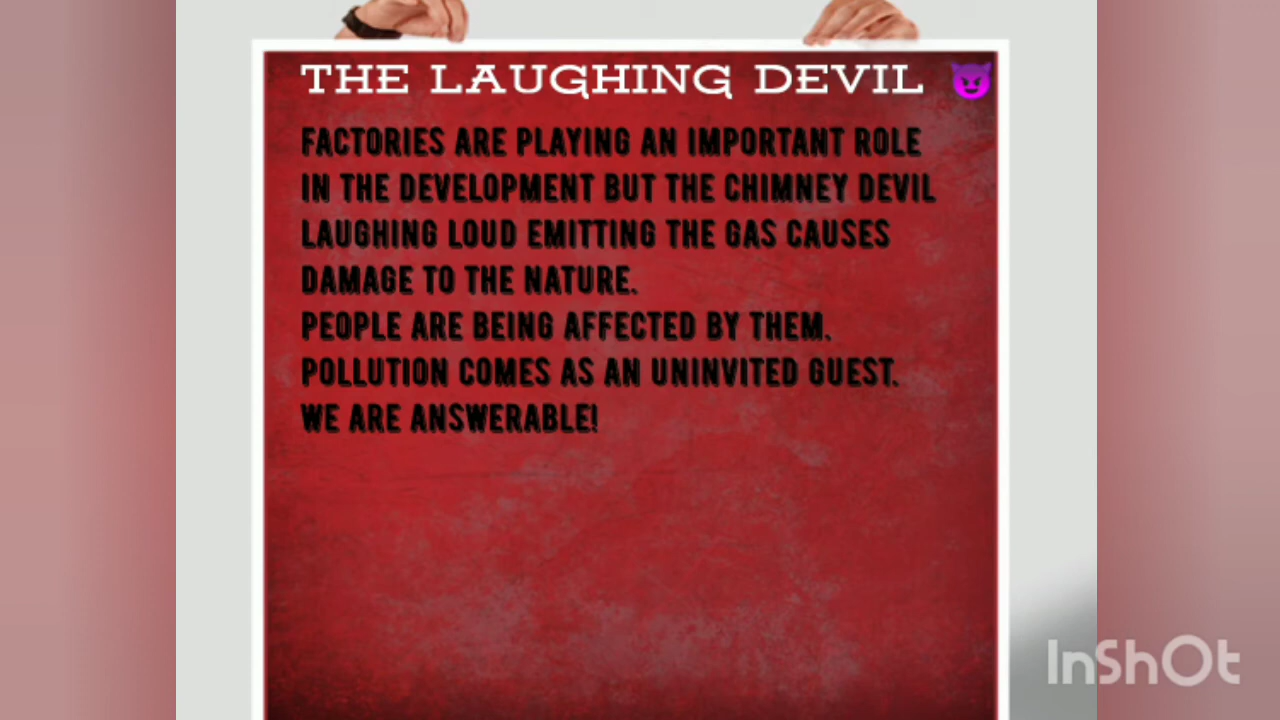 THE LAUGHING DEVIL 😈
FACTORIES ARE PLAYING AN IMPORTANT ROLE
IN THE DEVELOPMENT BUT THE CHIMNEY DEVIL
LAUGHING LOUD EMITTING THE GAS CAUSES
DAMAGE TO THE NATURE.
PEOPLE ARE BEING AFFECTED BY THEM.
POLLUTION COMES AS AN UNINVITED GUEST.
WE ARE ANSWERABLE!
InShOt